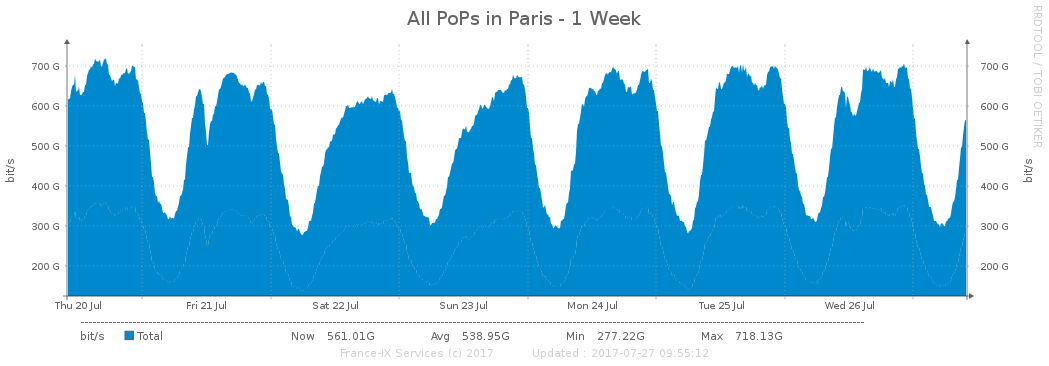 All PoPs in Paris - 1 Week
RRDTOOL / TOBI OETIKER
700 G 700 G
600 G 600 G
500 G 500 G
400 G 400 G
300 G 300 G
200 G 200 G
bit/s bit/s
Thu 20 Jul Fri 21 Jul Sat 22 Jul Sun 23 Jul Mon 24 Jul Tue 25 Jul Wed 26 Jul
bit/s Total Now 561.01G Avg 538.95G Min 277.22G Max 718.13G
France-IX Services (c) 2017 Updated : 2017-07-27 09:55:12